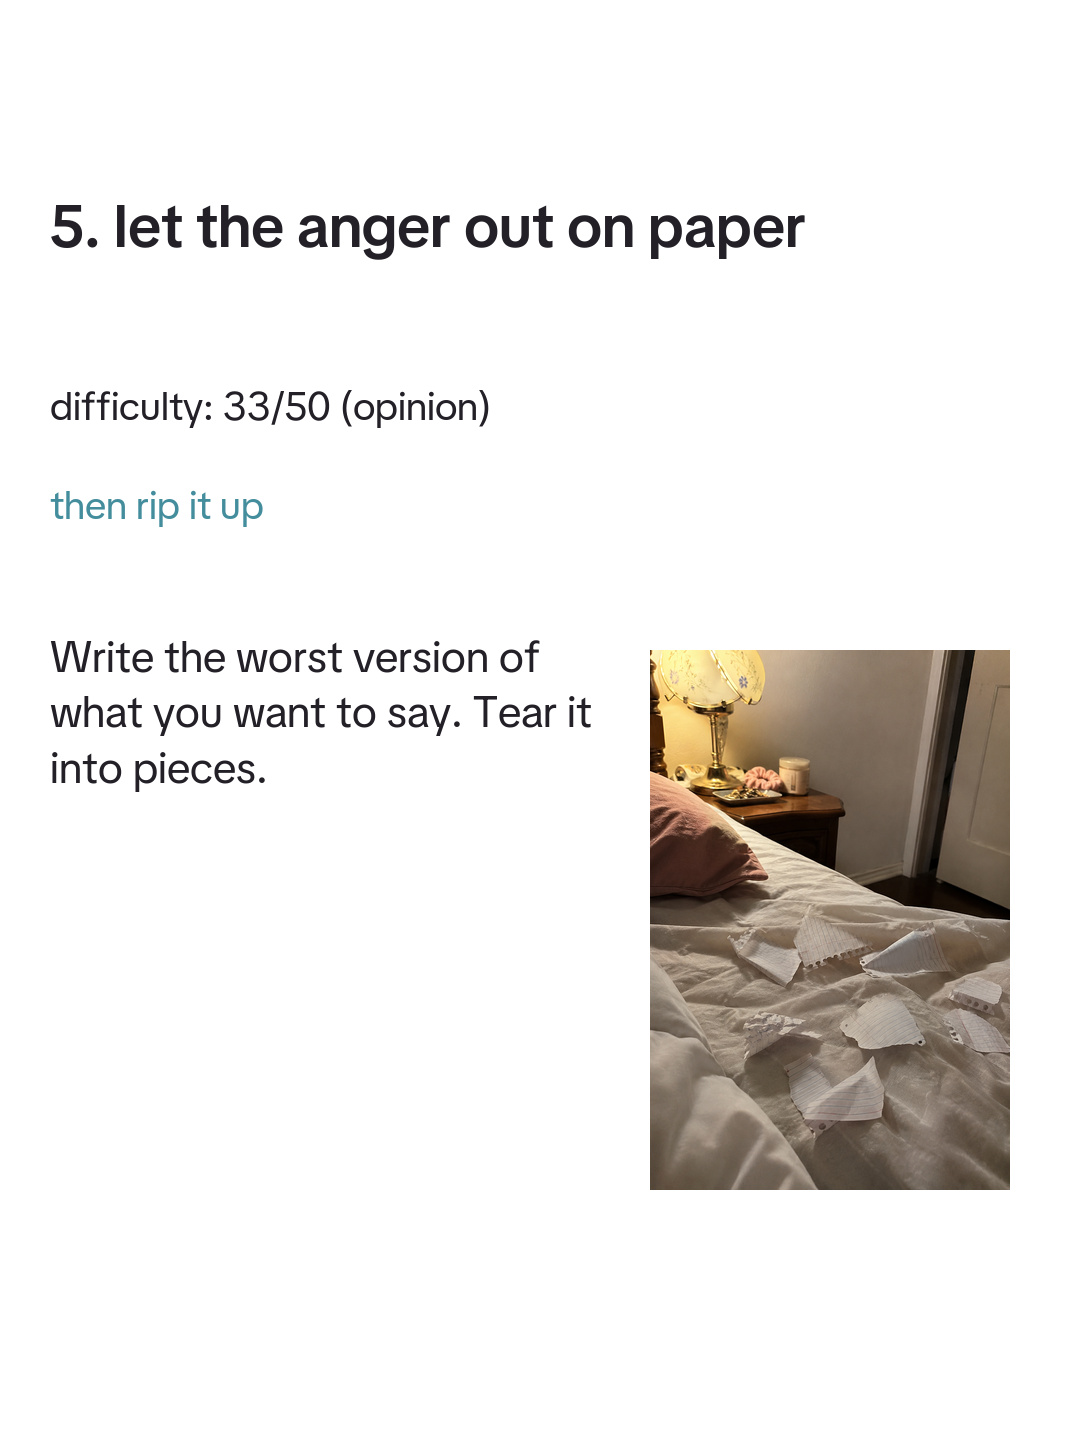 5. let the anger out on paper
difficulty: 33/50 (opinion)
then rip it up
Write the worst version of
what you want to say. Tear it
into pieces.